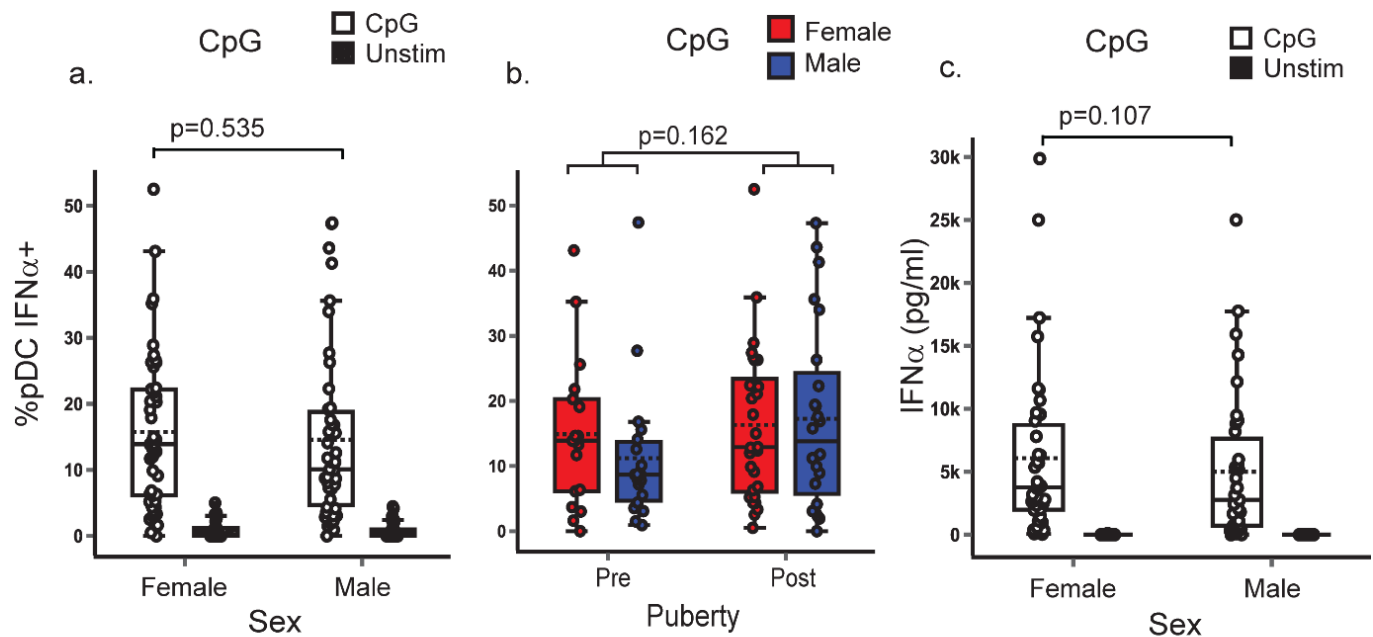 CpG
CpG
Unstim
a.
p=0.535
%pDC IFNα+
50
40
30
20
10
0
Female
Male
Sex
CpG
Female
Male
b.
p=0.162
50
40
30
20
10
0
Pre
Post
Puberty
CpG
CpG
Unstim
c.
p=0.107
IFNα (pg/ml)
30k
25k
20k
15k
10k
5k
0
Female
Male
Sex